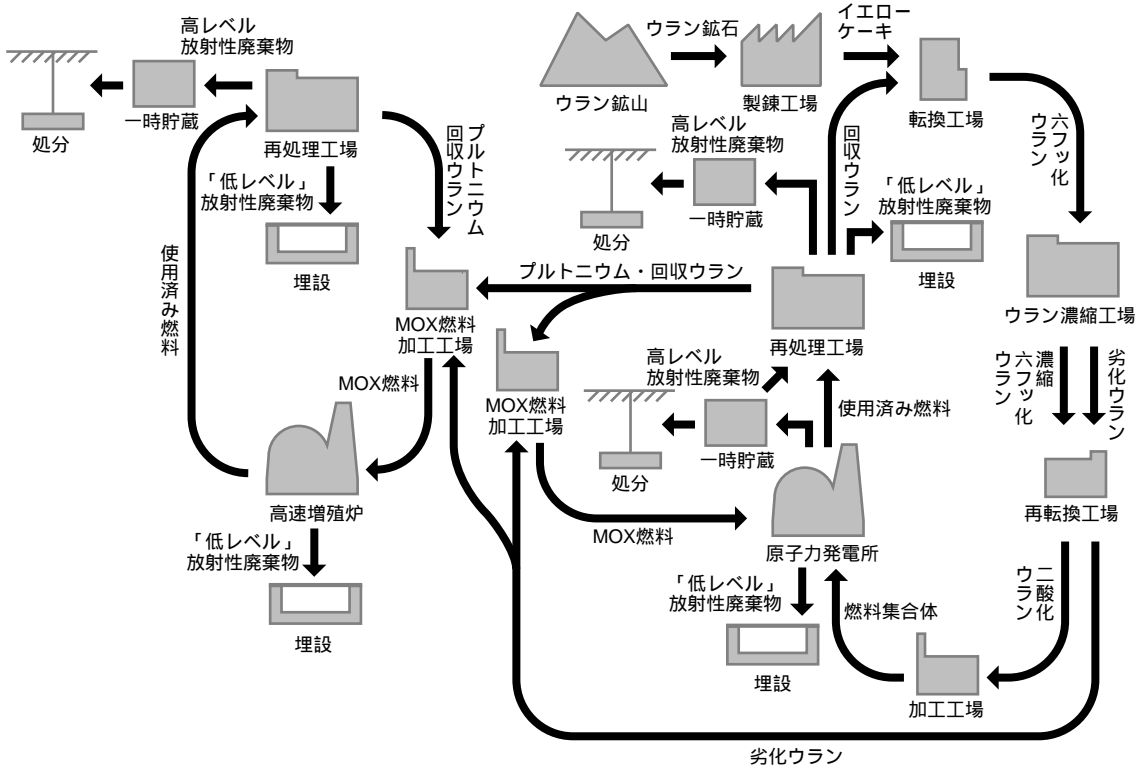 高レベル
放射性廃棄物
一時貯蔵
処分
再処理工場
「低レベル」
放射性廃棄物
埋設
プルトニウム
回収ウラン
使用済み燃料
MOX燃料
加工工場
MOX燃料
高速増殖炉
「低レベル」
放射性廃棄物
埋設
ウラン鉱山
ウラン鉱石
製錬工場
イエロー
ケーキ
転換工場
六フッ化
ウラン
ウラン濃縮工場
濃縮
六フッ化
ウラン
劣化ウラン
再転換工場
二酸化
ウラン
加工工場
燃料集合体
原子力発電所
「低レベル」
放射性廃棄物
埋設
使用済み燃料
高レベル
放射性廃棄物
一時貯蔵
処分
再処理工場
回収ウラン
「低レベル」
放射性廃棄物
埋設
高レベル
放射性廃棄物
一時貯蔵
処分
プルトニウム・回収ウラン
MOX燃料
加工工場
MOX燃料
劣化ウラン